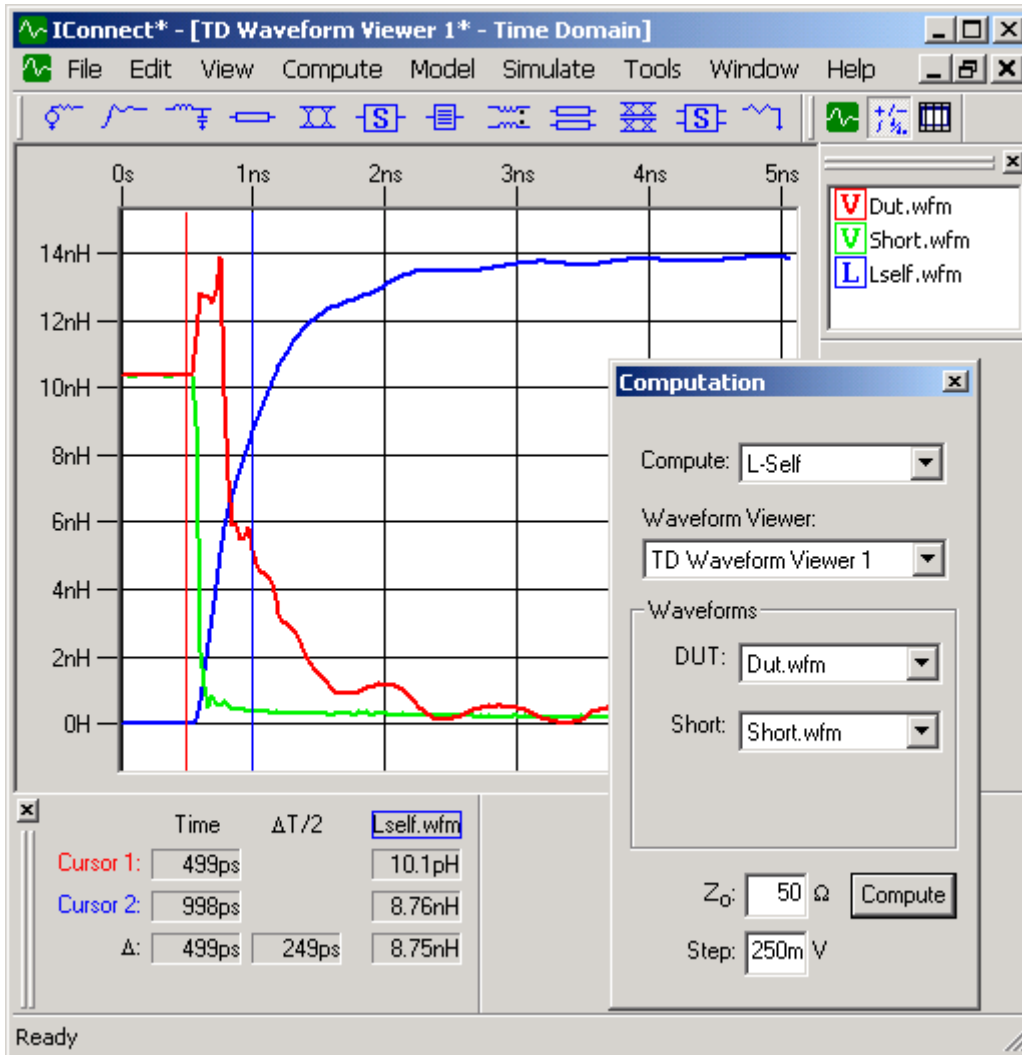 IConnect* - [TD Waveform Viewer 1* - Time Domain]
File Edit View Compute Model Simulate Tools Window Help
S S
0s 1ns 2ns 3ns 4ns 5ns
14nH
12nH
10nH
8nH
6nH
4nH
2nH
0H
V Dut.wfm
V Short.wfm
L Lself.wfm
Computation
Compute: L-Self
Waveform Viewer:
TD Waveform Viewer 1
Waveforms
DUT: Dut.wfm
Short: Short.wfm
Zo: 50 Ω Compute
Step: 250m V
Time ΔT/2 Lself.wfm
Cursor 1: 499ps 10.1pH
Cursor 2: 998ps 8.76nH
Δ: 499ps 249ps 8.75nH
Ready